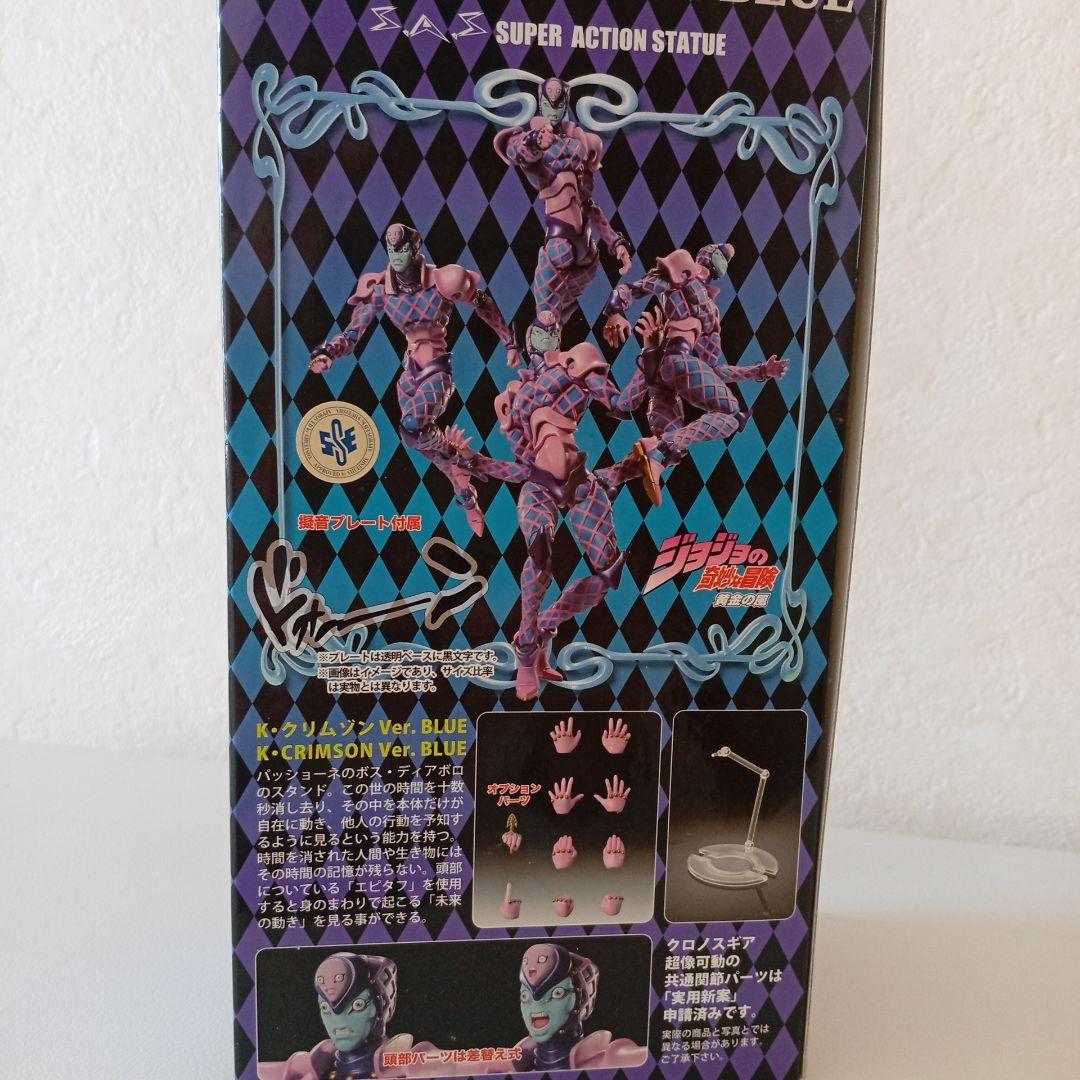 BLUE
S.A.S SUPER ACTION STATUE
SSE
擬音プレート付属
ドォーーン
ジョジョの
奇妙な冒険
黄金の風
※プレートは透明ベースに黒文字です。
※画像はイメージであり、サイズ比率
は実物とは異なります。
K・クリムゾン Ver. BLUE
K・CRIMSON Ver. BLUE
パッショーネのボス・ディアボロ
のスタンド。この世の時間を十数
秒消し去り、その中を本体だけが
自在に動き、他人の行動を予知す
るように見るという能力を持つ。
時間を消された人間や生き物には
その時間の記憶が残らない。頭部
についている「エピタフ」を使用
すると身のまわりで起こる「未来
の動き」を見る事ができる。
オプション
パーツ
クロノスギア
超像可動の
共通関節パーツは
「実用新案」
申請済みです。
実際の商品と写真とでは
異なる場合があります。
ご了承下さい。
頭部パーツは差替え式